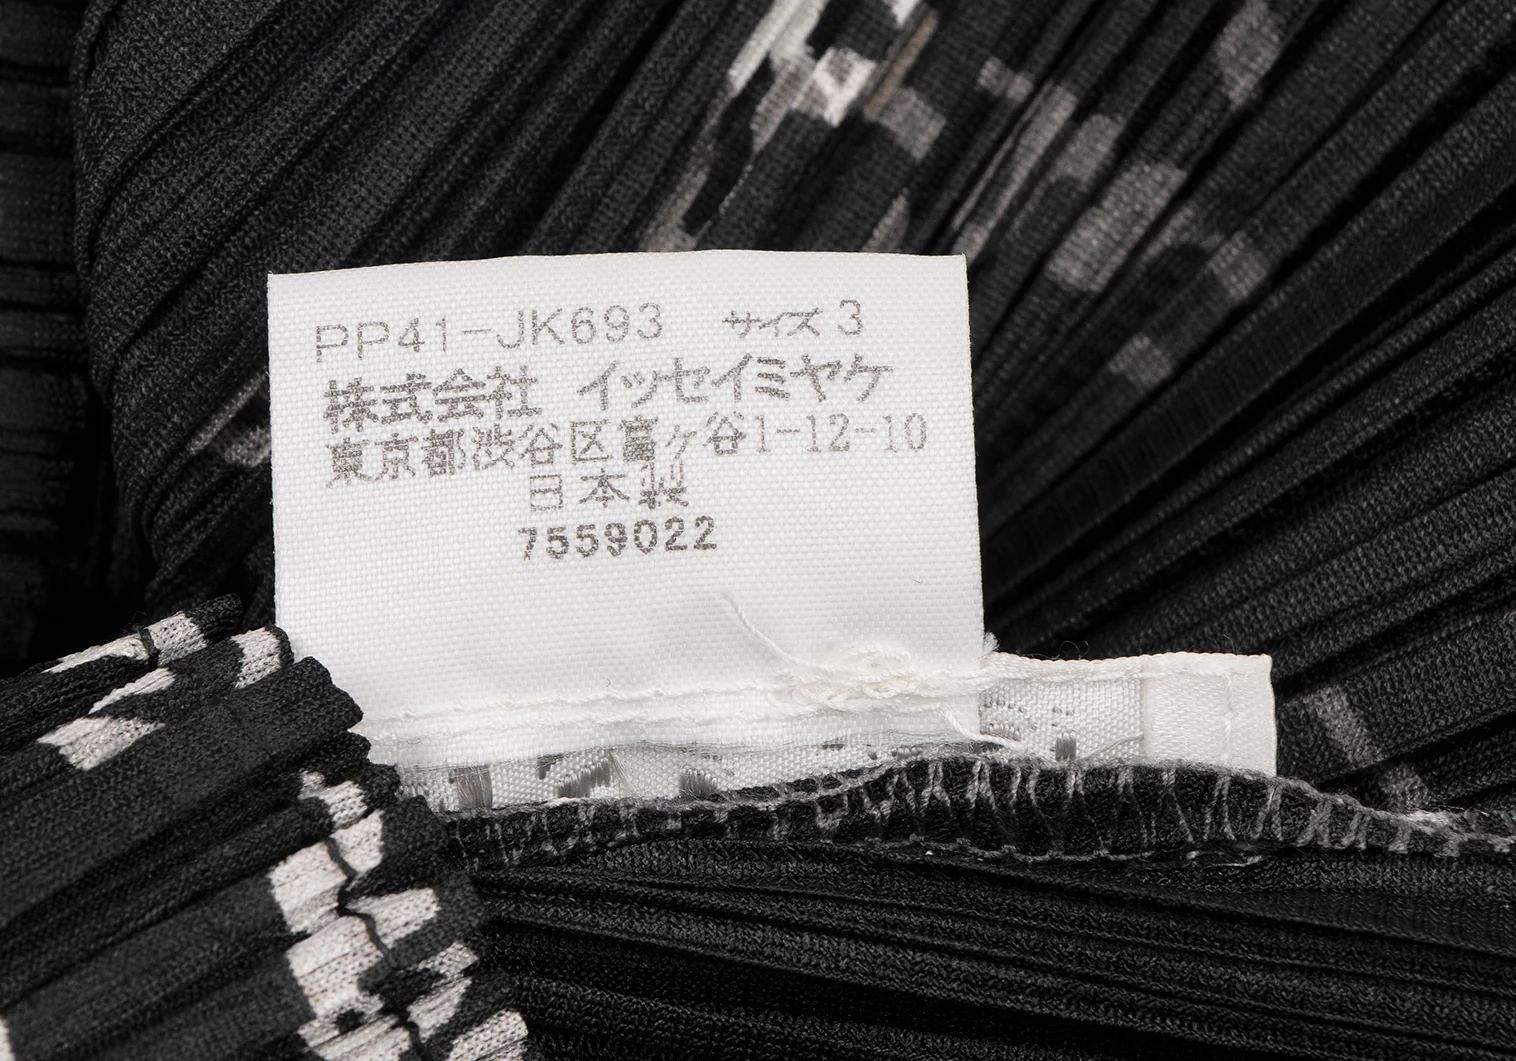 PP41-JK693 サイズ 3
株式会社 イッセイミヤケ
東京都渋谷区富ヶ谷1-12-10
日本製
7559022